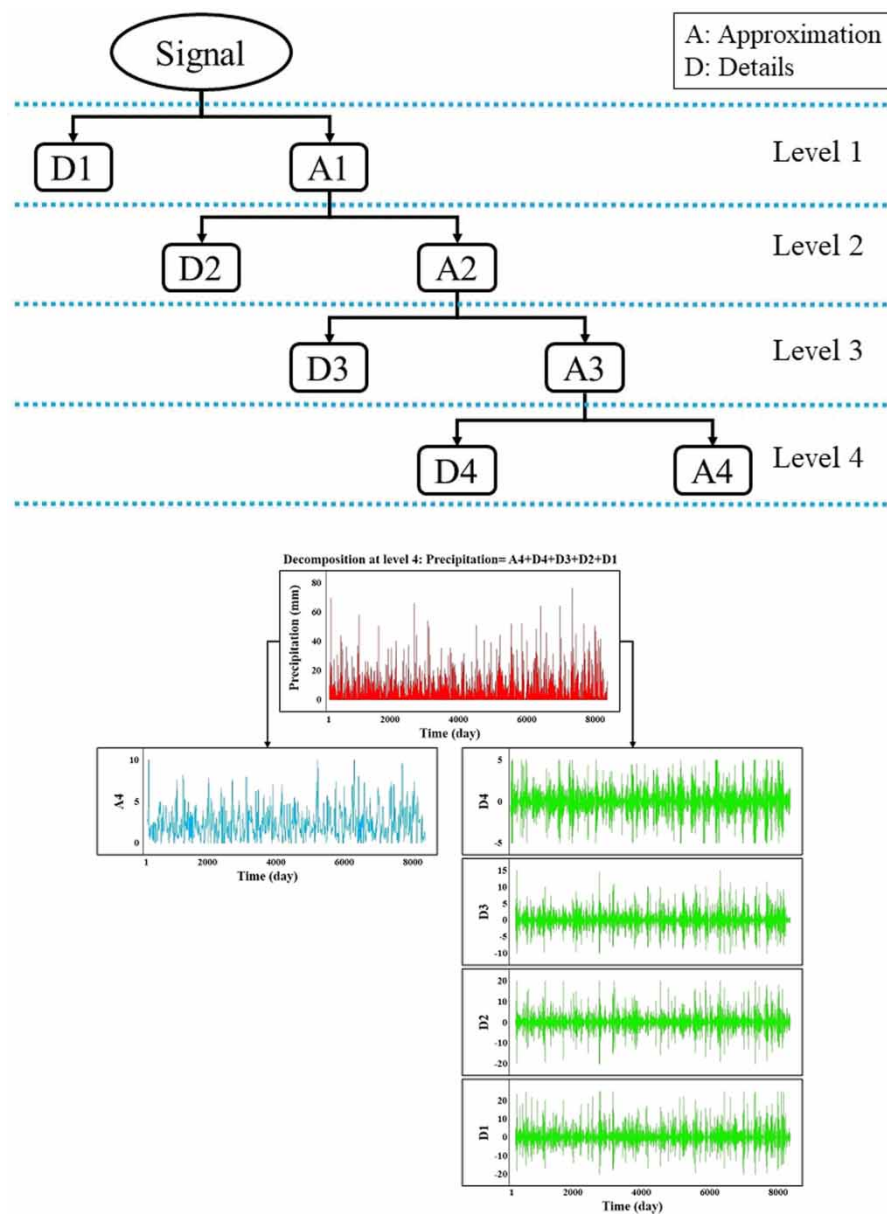 Signal
A: Approximation
D: Details
D1 A1 Level 1
D2 A2 Level 2
D3 A3 Level 3
D4 A4 Level 4
Decomposition at level 4: Precipitation= A4+D4+D3+D2+D1
Precipitation (mm)
80
60
40
20
0
1 2000 4000 6000 8000
Time (day)
A4
10
5
0
1 2000 4000 6000 8000
Time (day)
D4
5
0
-5
D3
15
10
5
0
-5
-10
D2
20
10
0
-10
-20
D1
20
10
0
-10
-20
1 2000 4000 6000 8000
Time (day)